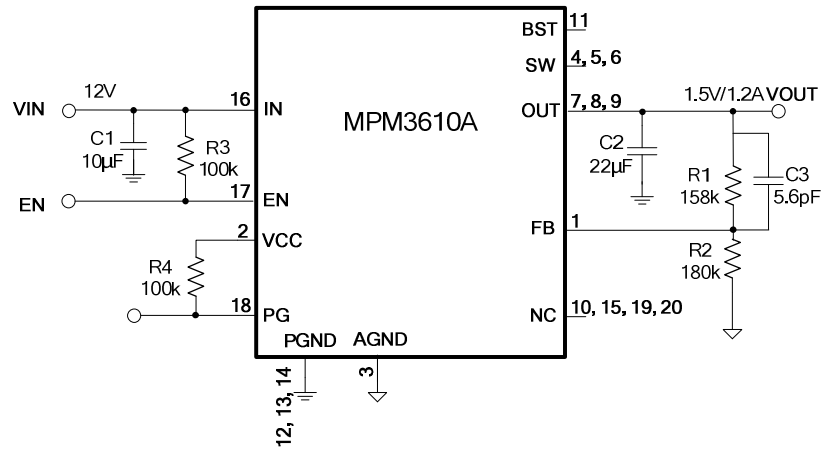 BST
11
SW
4, 5, 6
VIN
12V
16
IN
MPM3610A
OUT
7, 8, 9
1.5V/1.2A VOUT
C1
10µF
R3
100k
C2
22µF
R1
158k
C3
5.6pF
EN
17
EN
FB
1
2
VCC
R2
180k
R4
100k
18
PG
NC
10, 15, 19, 20
PGND
AGND
12, 13, 14
3